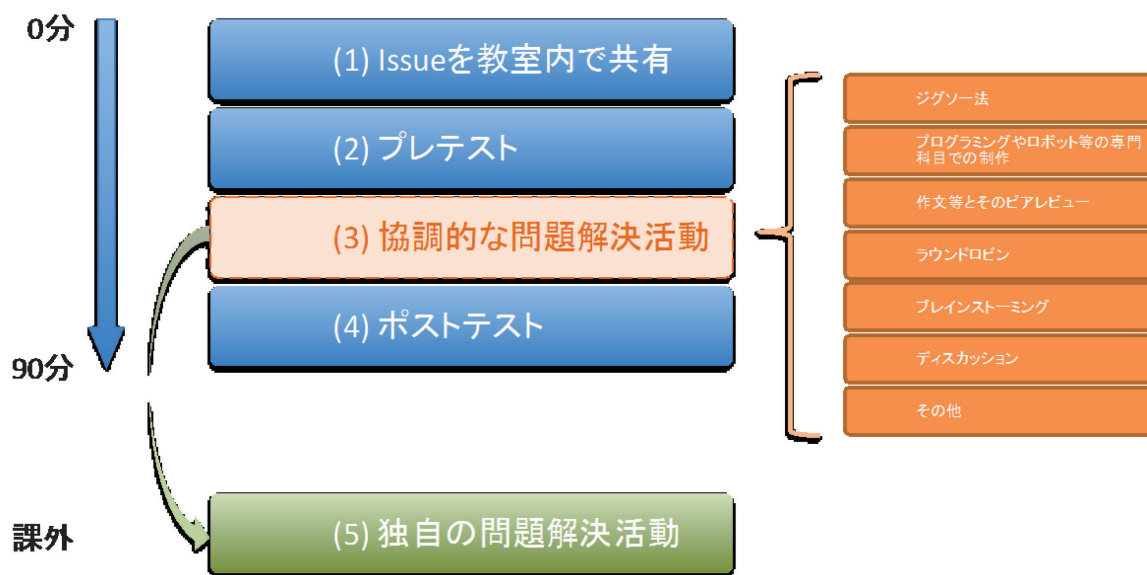 0分
(1) Issueを教室内で共有
(2) プレテスト
(3) 協調的な問題解決活動
(4) ポストテスト
90分
課外
(5) 独自の問題解決活動
ジグソー法
プログラミングやロボット等の専門
科目での制作
作文等とそのピアレビュー
ラウンドロビン
ブレインストーミング
ディスカッション
その他